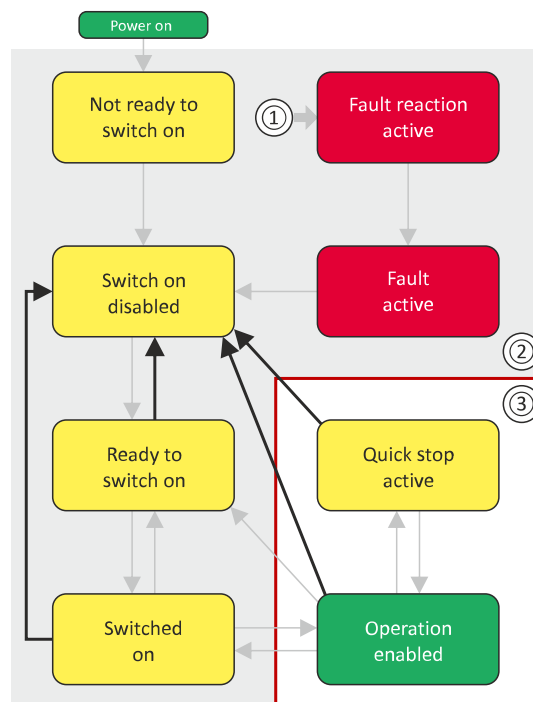 Power on
Not ready to
switch on
①
Fault reaction
active
Switch on
disabled
Fault
active
②
③
Ready to
switch on
Quick stop
active
Switched
on
Operation
enabled